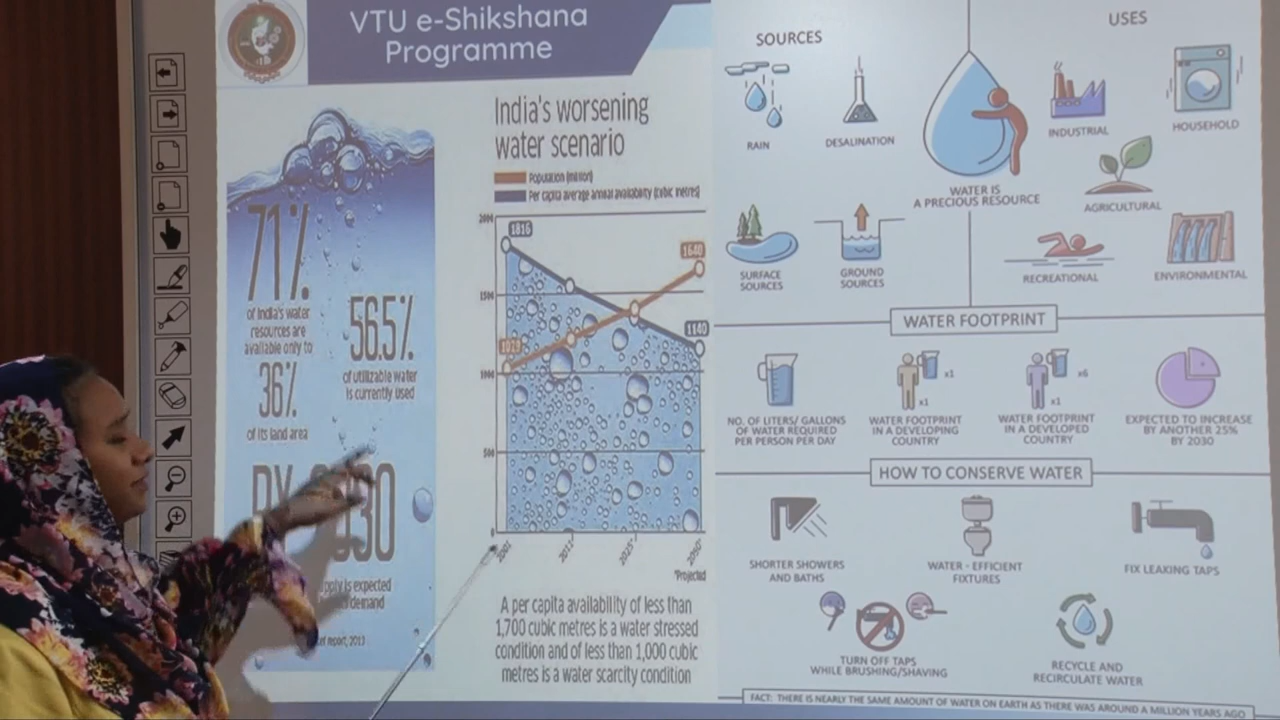 VTU e-Shikshana
Programme
71%
of India's water
resources are
available only to
36%
of its land area
56.5%
of utilizable water
is currently used
BY 2030
is expected
demand
report, 2013
India's worsening
water scenario
Population (million)
Per capita average annual availability (cubic metres)
2000
1816
1640
1500
1140
1029
1000
500
0
2001
2011
2025*
2050*
*Projected
A per capita availability of less than
1,700 cubic metres is a water stressed
condition and of less than 1,000 cubic
metres is a water scarcity condition
SOURCES
RAIN
DESALINATION
SURFACE
SOURCES
GROUND
SOURCES
WATER IS
A PRECIOUS RESOURCE
USES
INDUSTRIAL
HOUSEHOLD
AGRICULTURAL
RECREATIONAL
ENVIRONMENTAL
WATER FOOTPRINT
NO. OF LITERS/ GALLONS
OF WATER REQUIRED
PER PERSON PER DAY
x1
x1
WATER FOOTPRINT
IN A DEVELOPING
COUNTRY
x6
x1
WATER FOOTPRINT
IN A DEVELOPED
COUNTRY
EXPECTED TO INCREASE
BY ANOTHER 25%
BY 2030
HOW TO CONSERVE WATER
SHORTER SHOWERS
AND BATHS
WATER - EFFICIENT
FIXTURES
FIX LEAKING TAPS
TURN OFF TAPS
WHILE BRUSHING/SHAVING
RECYCLE AND
RECIRCULATE WATER
FACT: THERE IS NEARLY THE SAME AMOUNT OF WATER ON EARTH AS THERE WAS AROUND A MILLION YEARS AGO